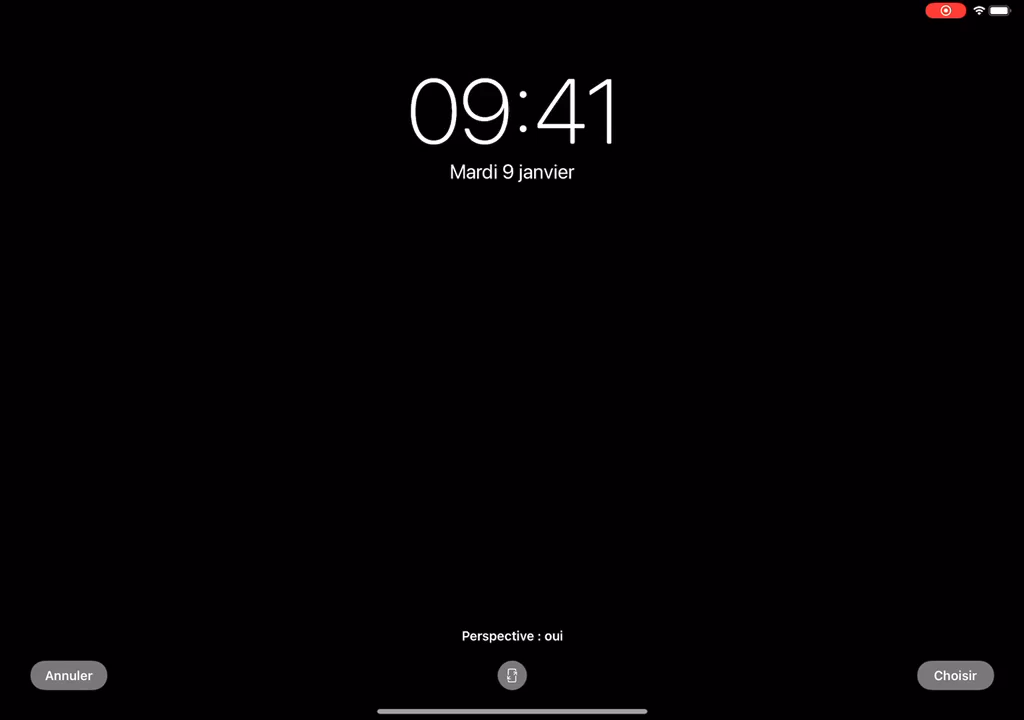 09:41
Mardi 9 janvier
Perspective : oui
Annuler
Choisir